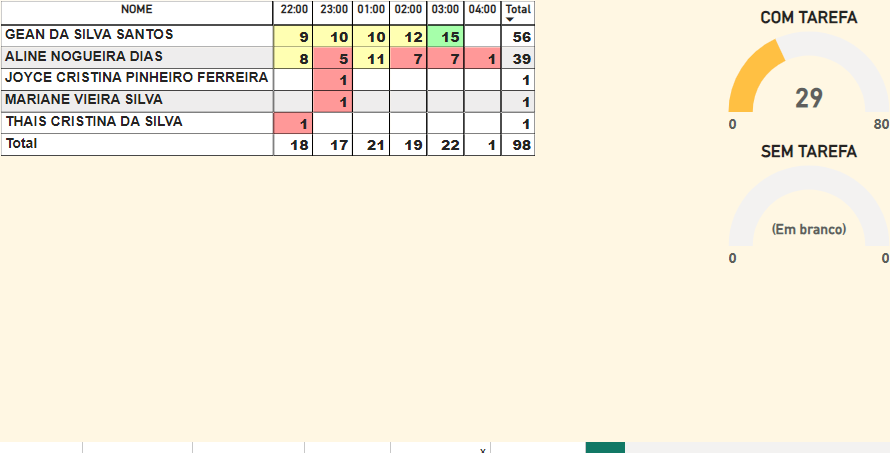 NOME 22:00 23:00 01:00 02:00 03:00 04:00 Total
GEAN DA SILVA SANTOS 9 10 10 12 15 56
ALINE NOGUEIRA DIAS 8 5 11 7 7 1 39
JOYCE CRISTINA PINHEIRO FERREIRA 1 1
MARIANE VIEIRA SILVA 1 1
THAIS CRISTINA DA SILVA 1 1
Total 18 17 21 19 22 1 98
COM TAREFA
29
0 80
SEM TAREFA
(Em branco)
0 0
x